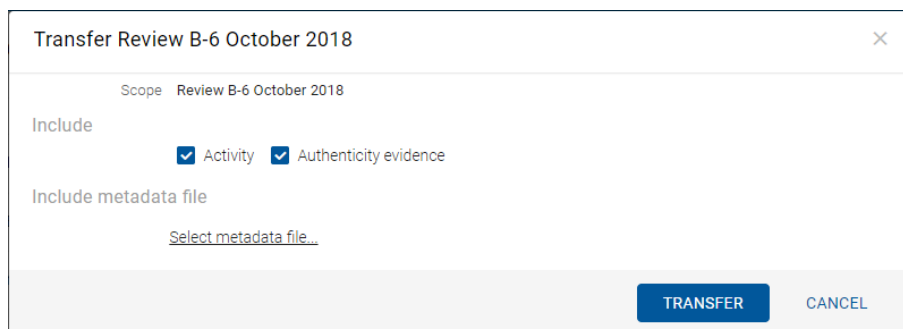 Transfer Review B-6 October 2018
Scope Review B-6 October 2018
Include
Activity Authenticity evidence
Include metadata file
Select metadata file...
TRANSFER CANCEL